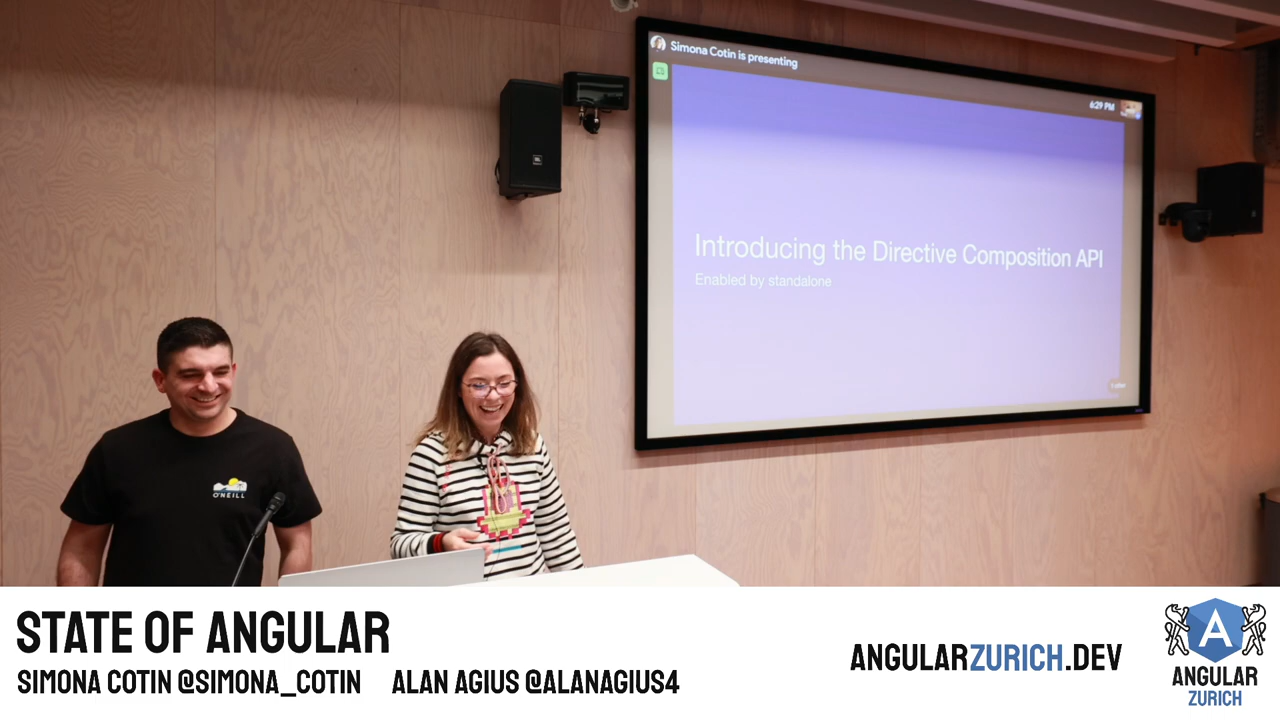 Simona Cotin is presenting
6:29 PM
Introducing the Directive Composition API
Enabled by standalone
O'NEILL
JBL
STATE OF ANGULAR
SIMONA COTIN @SIMONA_COTIN ALAN AGIUS @ALANAGIUS4
ANGULARZURICH.DEV
A
ANGULAR
ZURICH